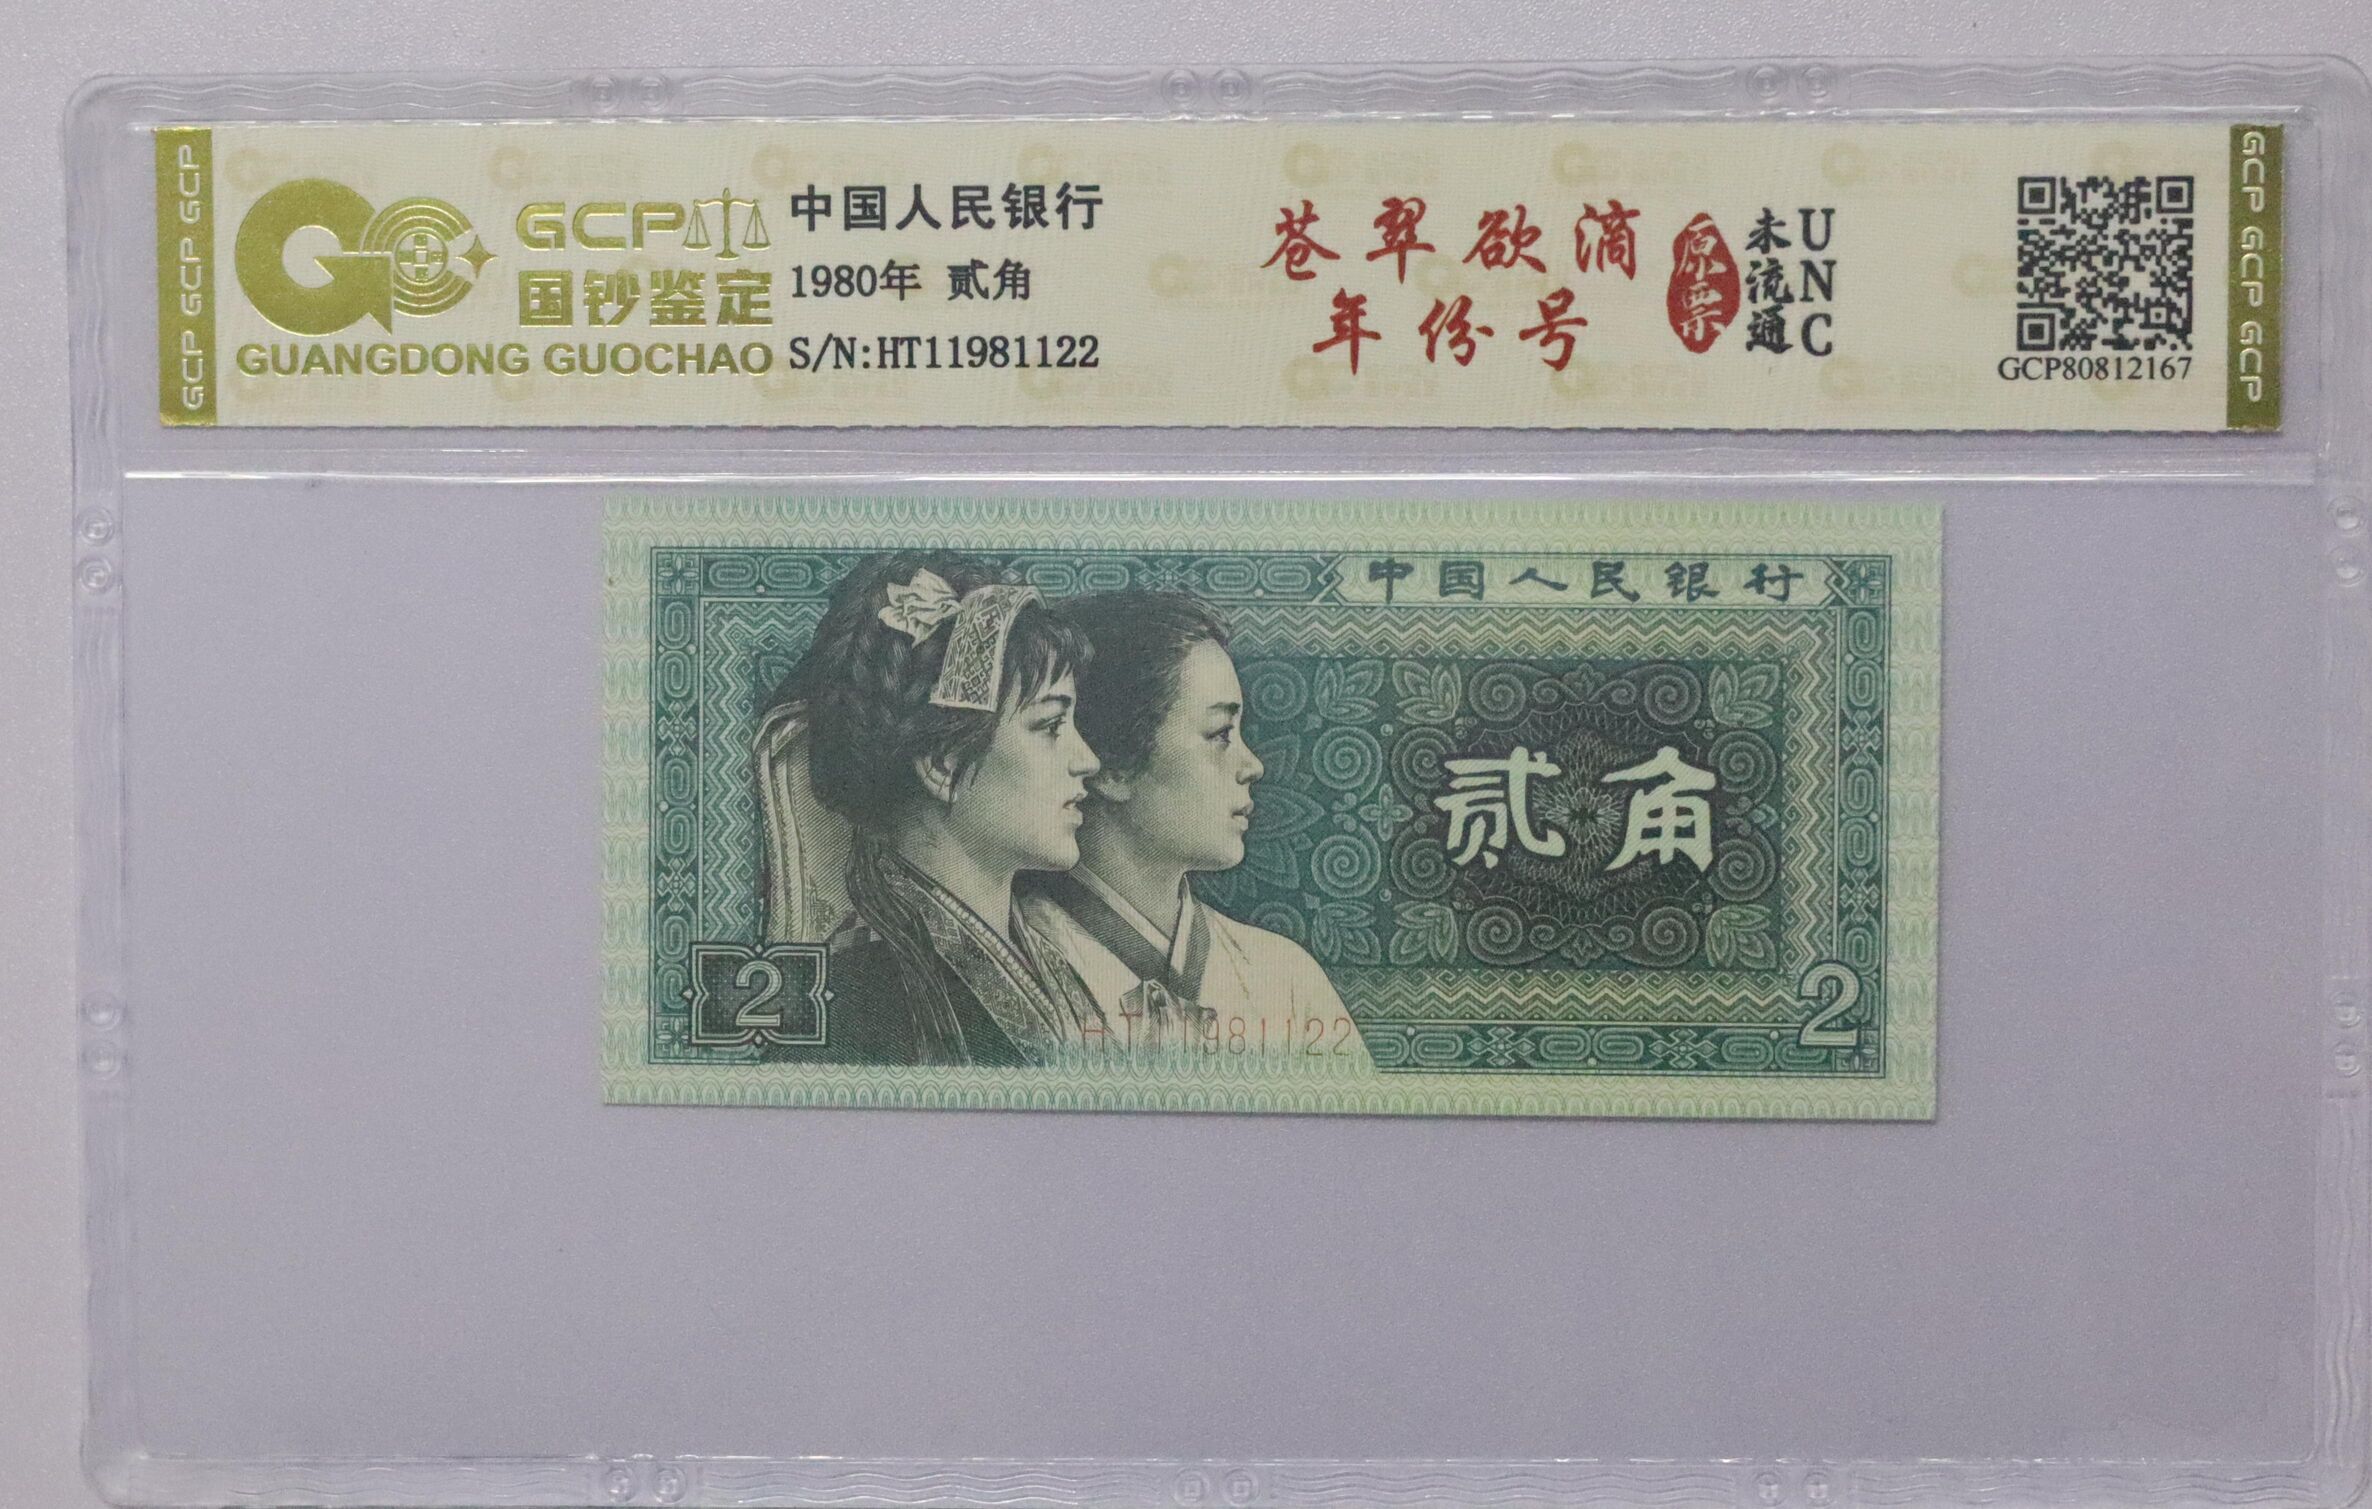 GCP GCP GCP
GCP
国钞鉴定
GUANGDONG GUOCHAO
中国人民银行
1980年 贰角
S/N:HT11981122
苍翠欲滴
年份号
原票
未流通
UNC
GCP80812167
GCP GCP GCP
中国人民银行
贰角
2
HT11981122
2